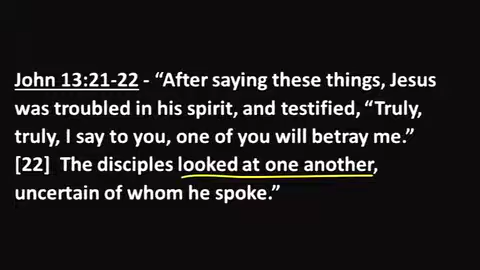 John 13:21-22 - “After saying these things, Jesus
was troubled in his spirit, and testified, “Truly,
truly, I say to you, one of you will betray me.”
[22]  The disciples looked at one another,
uncertain of whom he spoke.”